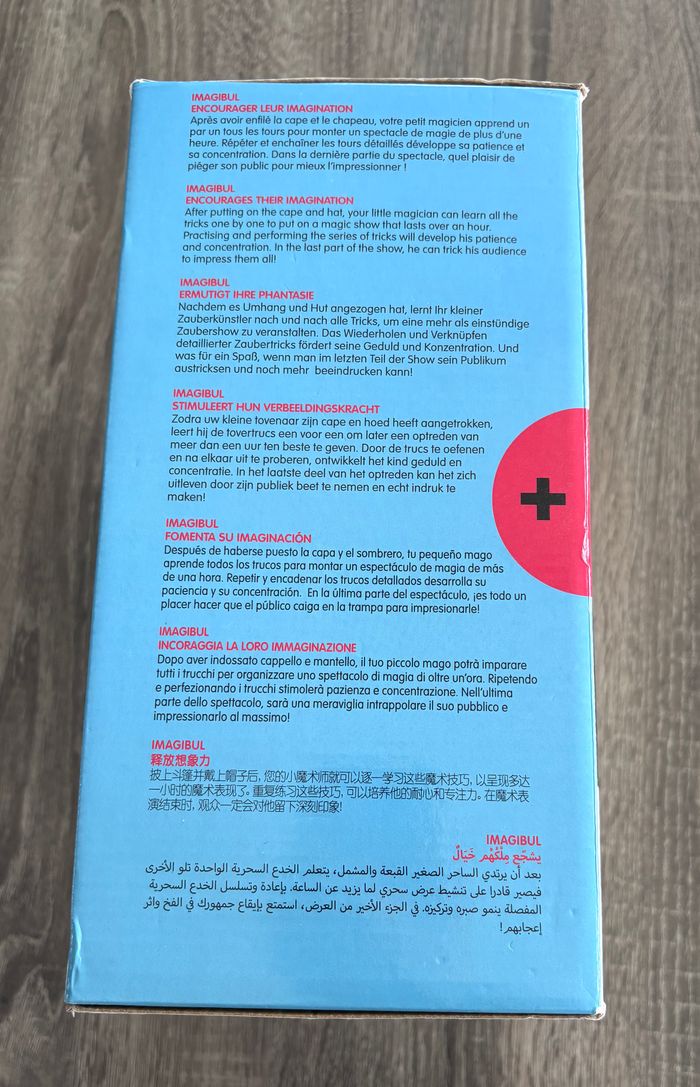 IMAGIBUL
ENCOURAGER LEUR IMAGINATION
Après avoir enfilé la cape et le chapeau, votre petit magicien apprend un
par un tous les tours pour monter un spectacle de magie de plus d'une
heure. Répéter et enchaîner les tours détaillés développe sa patience et
sa concentration. Dans la dernière partie du spectacle, quel plaisir de
piéger son public pour mieux l'impressionner !
IMAGIBUL
ENCOURAGES THEIR IMAGINATION
After putting on the cape and hat, your little magician can learn all the
tricks one by one to put on a magic show that lasts over an hour.
Practising and performing the series of tricks will develop his patience
and concentration. In the last part of the show, he can trick his audience
to impress them all!
IMAGIBUL
ERMUTIGT IHRE PHANTASIE
Nachdem es Umhang und Hut angezogen hat, lernt Ihr kleiner
Zauberkünstler nach und nach alle Tricks, um eine mehr als einstündige
Zaubershow zu veranstalten. Das Wiederholen und Verknüpfen
detaillierter Zaubertricks fördert seine Geduld und Konzentration. Und
was für ein Spaß, wenn man im letzten Teil der Show sein Publikum
austricksen und noch mehr beeindrucken kann!
IMAGIBUL
STIMULEERT HUN VERBEELDINGSKRACHT
Zodra uw kleine tovenaar zijn cape en hoed heeft aangetrokken,
leert hij de tovertrucs een voor een om later een optreden van
meer dan een uur ten beste te geven. Door de trucs te oefenen
en na elkaar uit te proberen, ontwikkelt het kind geduld en
concentratie. In het laatste deel van het optreden kan het zich
uitleven door zijn publiek beet te nemen en echt indruk te
maken!
+
IMAGIBUL
FOMENTA SU IMAGINACIÓN
Después de haberse puesto la capa y el sombrero, tu pequeño mago
aprende todos los trucos para montar un espectáculo de magia de más
de una hora. Repetir y encadenar los trucos detallados desarrolla su
paciencia y su concentración. En la última parte del espectáculo, ¡es todo un
placer hacer que el público caiga en la trampa para impresionarle!
IMAGIBUL
INCORAGGIA LA LORO IMMAGINAZIONE
Dopo aver indossato cappello e mantello, il tuo piccolo mago potrà imparare
tutti i trucchi per organizzare uno spettacolo di magia di oltre un'ora. Ripetendo
e perfezionando i trucchi stimolerà pazienza e concentrazione. Nell'ultima
parte dello spettacolo, sarà una meraviglia intrappolare il suo pubblico e
impressionarlo al massimo!
IMAGIBUL
释放想象力
披上斗篷并戴上帽子后, 您的小魔术师就可以逐一学习这些魔术技巧, 以呈现多达
一小时的魔术表现了。重复练习这些技巧, 可以培养他的耐心和专注力。在魔术表
演结束时, 观众一定会对他留下深刻印象!
IMAGIBUL
يشجّع مِلْكُهُم خَيَالٌ
بعد أن يرتدي الساحر الصغير القبعة والمشمل، يتعلم الخدع السحرية الواحدة تلو الأخرى
فيصير قادرا على تنشيط عرض سحري لما يزيد عن الساعة. بإعادة وتسلسل الخدع السحرية
المفصلة ينمو صبره وتركيزه. في الجزء الأخير من العرض، استمتع بإيقاع جمهورك في الفخ واثر
إعجابهم!